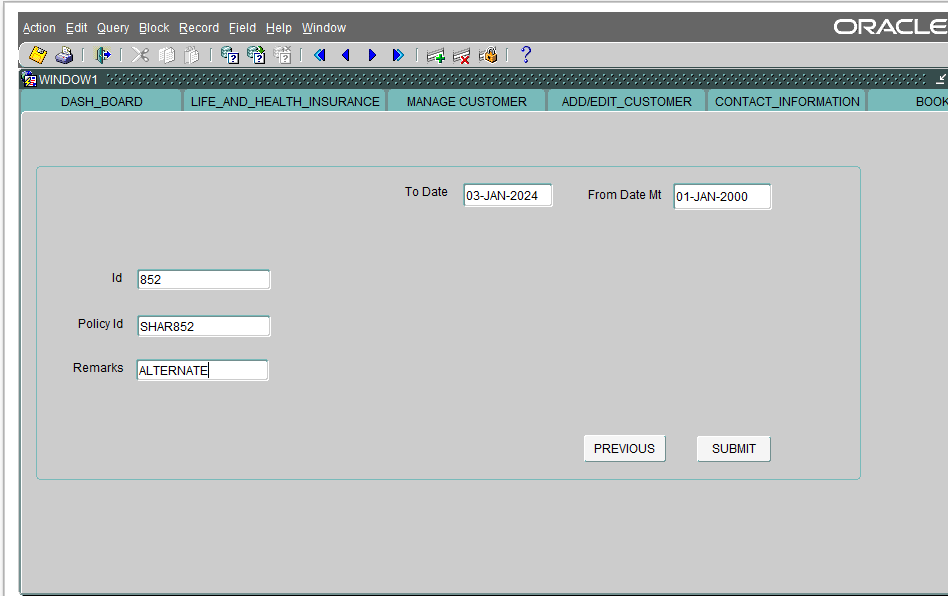 Action Edit Query Block Record Field Help Window
ORACLE
WINDOW1
DASH_BOARD LIFE_AND_HEALTH_INSURANCE MANAGE CUSTOMER ADD/EDIT_CUSTOMER CONTACT_INFORMATION BOOK
To Date 03-JAN-2024 From Date Mt 01-JAN-2000
Id 852
Policy Id SHAR852
Remarks ALTERNATE
PREVIOUS SUBMIT